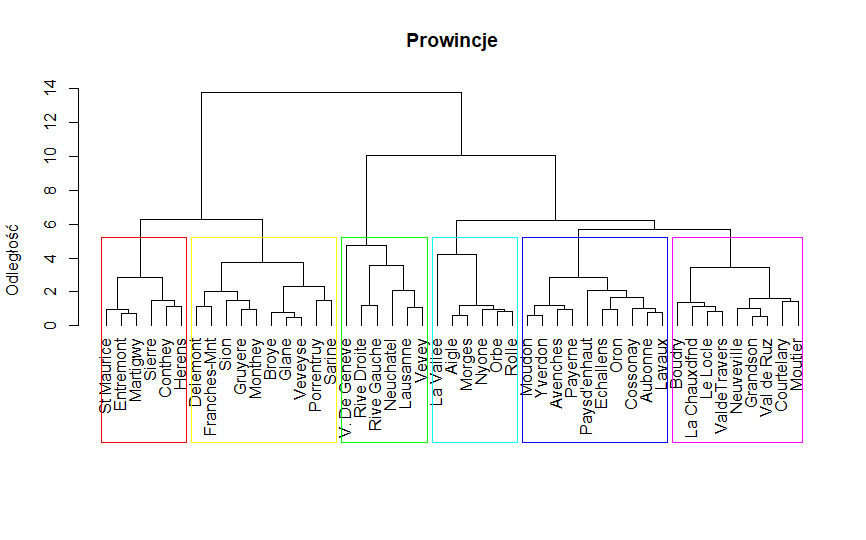 Prowincje
Odległość
14
12
10
8
6
4
2
0
St Maurice
Entremont
Martigwy
Sierre
Conthey
Herens
Delemont
Franches-Mnt
Sion
Gruyere
Monthey
Broye
Glane
Veveyse
Porrentruy
Sarine
V. De Geneve
Rive Droite
Rive Gauche
Neuchatel
Lausanne
Vevey
La Vallee
Aigle
Morges
Nyone
Orbe
Rolle
Moudon
Yverdon
Avenches
Payerne
Paysd'enhaut
Echallens
Oron
Cossonay
Aubonne
Lavaux
Boudry
La Chauxdfnd
Le Locle
ValdeTravers
Neuveville
Grandson
Val de Ruz
Courtelary
Moutier